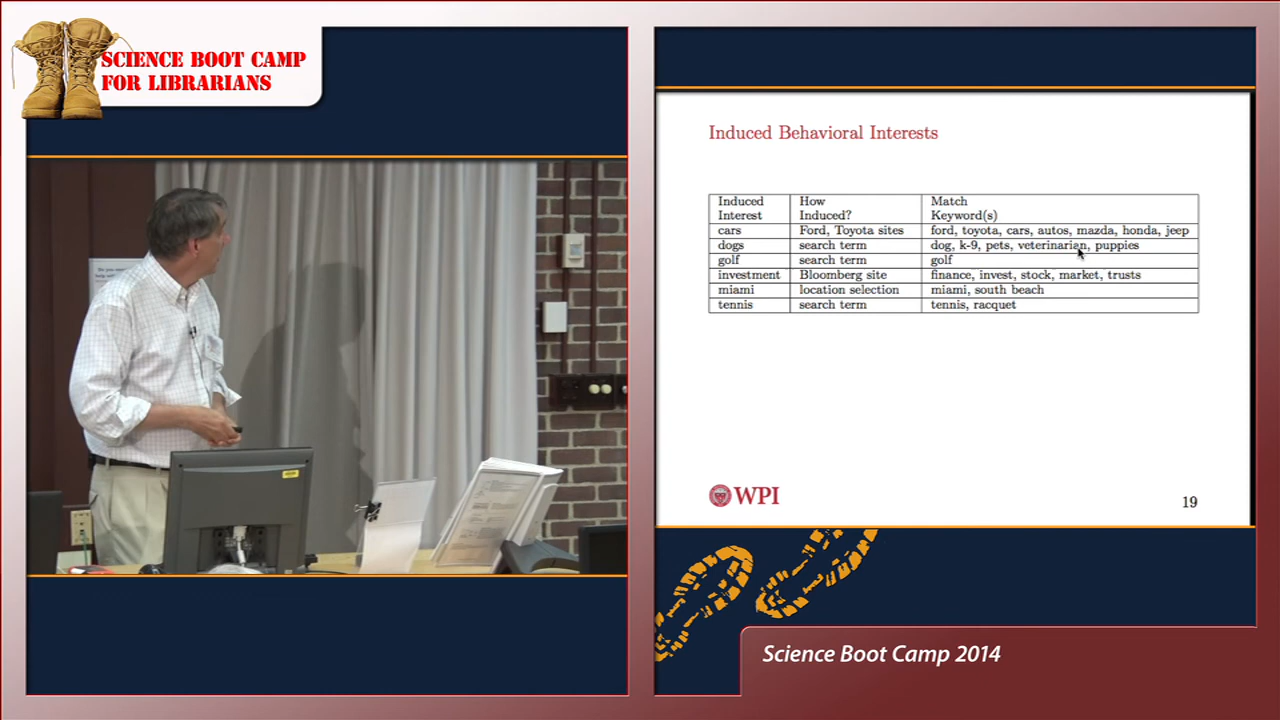 SCIENCE BOOT CAMP
FOR LIBRARIANS
Induced Behavioral Interests
Induced Interest How Induced? Match Keyword(s)
cars Ford, Toyota sites ford, toyota, cars, autos, mazda, honda, jeep
dogs search term dog, k-9, pets, veterinarian, puppies
golf search term golf
investment Bloomberg site finance, invest, stock, market, trusts
miami location selection miami, south beach
tennis search term tennis, racquet
WPI
19
Science Boot Camp 2014